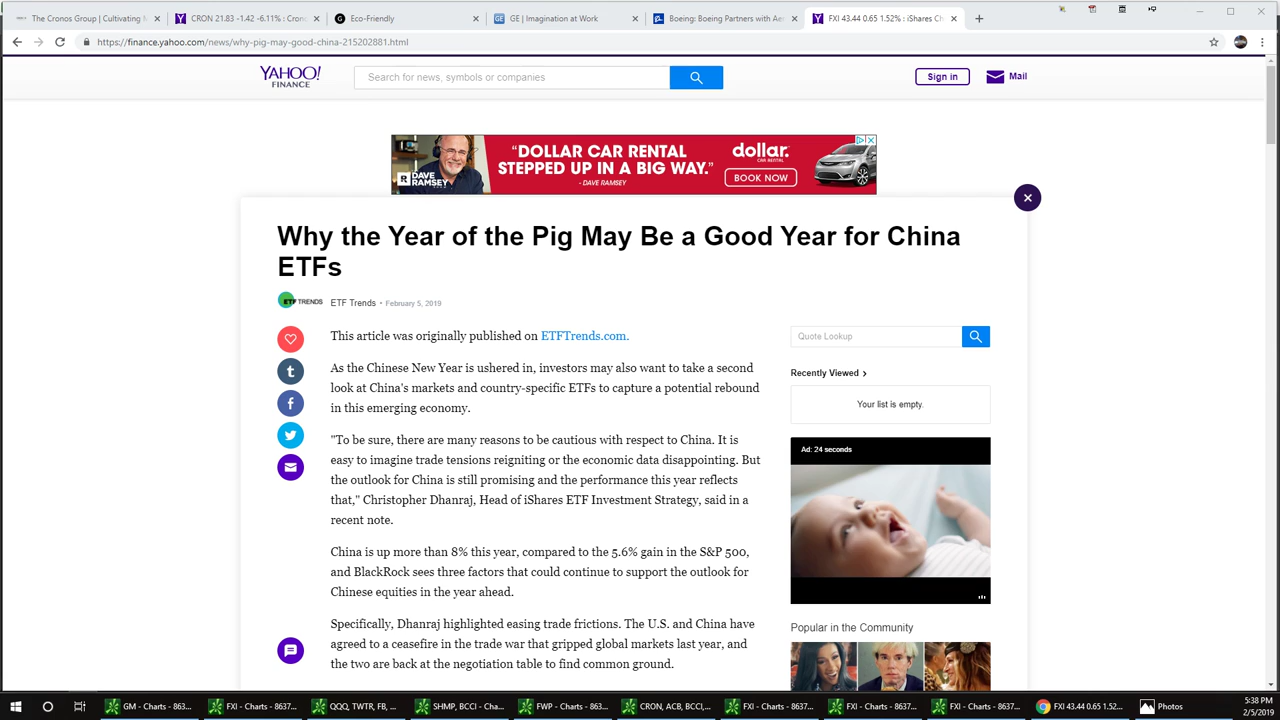 The Cronos Group | Cultivating
CRON 21.83 -1.42 -6.11% : Cron
Eco-Friendly
GE | Imagination at Work
Boeing: Boeing Partners with Ae
FXI 43.44 0.65 1.52% : iShares Ch
https://finance.yahoo.com/news/why-pig-may-good-china-215202881.html
YAHOO!
FINANCE
Search for news, symbols or companies
Sign in
Mail
DAVE
RAMSEY
"DOLLAR CAR RENTAL
STEPPED UP IN A BIG WAY."
- DAVE RAMSEY
dollar.
CAR RENTAL
BOOK NOW
Why the Year of the Pig May Be a Good Year for China
ETFs
ETF TRENDS
ETF Trends • February 5, 2019
This article was originally published on ETFTrends.com.
As the Chinese New Year is ushered in, investors may also want to take a second
look at China's markets and country-specific ETFs to capture a potential rebound
in this emerging economy.
"To be sure, there are many reasons to be cautious with respect to China. It is
easy to imagine trade tensions reigniting or the economic data disappointing. But
the outlook for China is still promising and the performance this year reflects
that," Christopher Dhanraj, Head of iShares ETF Investment Strategy, said in a
recent note.
China is up more than 8% this year, compared to the 5.6% gain in the S&P 500,
and BlackRock sees three factors that could continue to support the outlook for
Chinese equities in the year ahead.
Specifically, Dhanraj highlighted easing trade frictions. The U.S. and China have
agreed to a ceasefire in the trade war that gripped global markets last year, and
the two are back at the negotiation table to find common ground.
Quote Lookup
Recently Viewed
Your list is empty.
Ad: 24 seconds
Popular in the Community
GM - Charts - 863...
FXI - Charts - 8637...
QQQ, TWTR, FB, ...
SHMP, BCCI - Cha...
FWP - Charts - 863...
CRON, ACB, BCCI,...
FXI - Charts - 8637...
FXI - Charts - 8637...
FXI - Charts - 8637...
FXI 43.44 0.65 1.52...
Photos
5:38 PM
2/5/2019